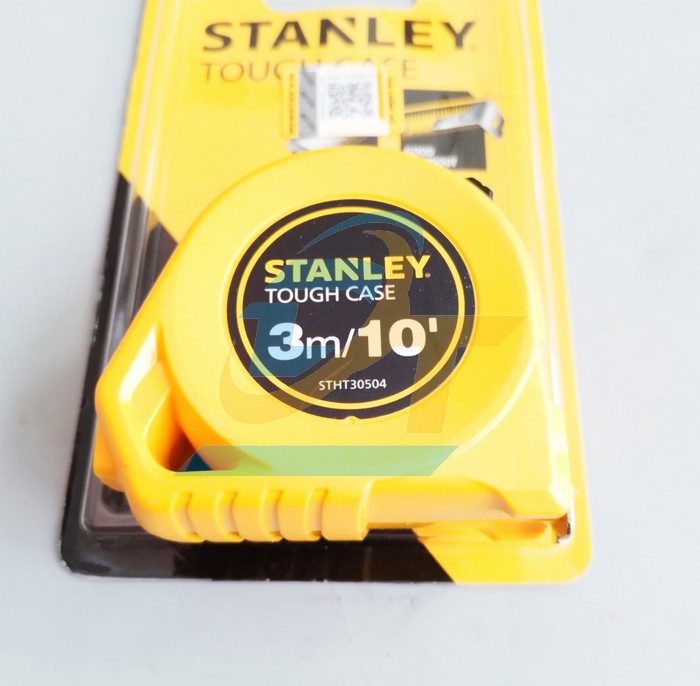 STANLEY
TOUGH CASE
STANLEY
TOUGH CASE
3m/10'
STHT30504